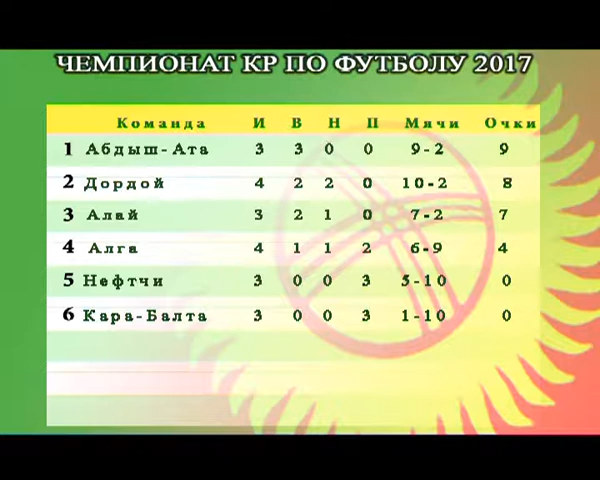 ЧЕМПИОНАТ КР ПО ФУТБОЛУ 2017
Команда И В Н П Мячи Очки
1 Абдыш-Ата 3 3 0 0 9-2 9
2 Дордой 4 2 2 0 10-2 8
3 Алай 3 2 1 0 7-2 7
4 Алга 4 1 1 2 6-9 4
5 Нефтчи 3 0 0 3 5-10 0
6 Кара-Балта 3 0 0 3 1-10 0